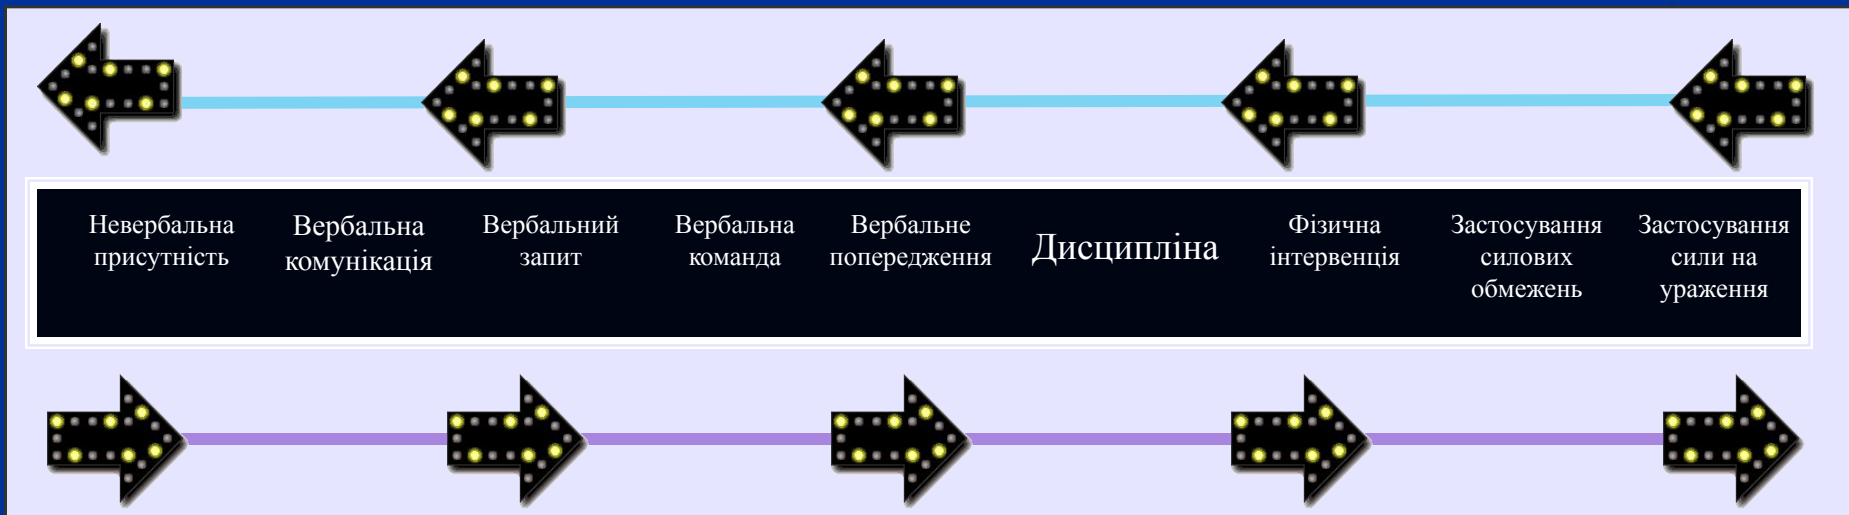 Невербальна
присутність
Вербальна
комунікація
Вербальний
запит
Вербальна
команда
Вербальне
попередження
Дисципліна
Фізична
інтервенція
Застосування
силових
обмежень
Застосування
сили на
ураження